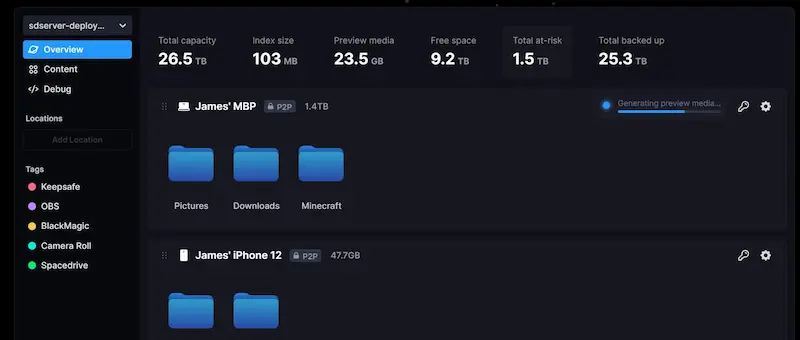 sdserver-deploy...
Overview
Content
Debug
Locations
Add Location
Tags
Keepsafe
OBS
BlackMagic
Camera Roll
Spacedrive
Total capacity
26.5 TB
Index size
103 MB
Preview media
23.5 GB
Free space
9.2 TB
Total at-risk
1.5 TB
Total backed up
25.3 TB
James' MBP P2P 1.4TB
Generating preview media...
Pictures Downloads Minecraft
James' iPhone 12 P2P 47.7GB